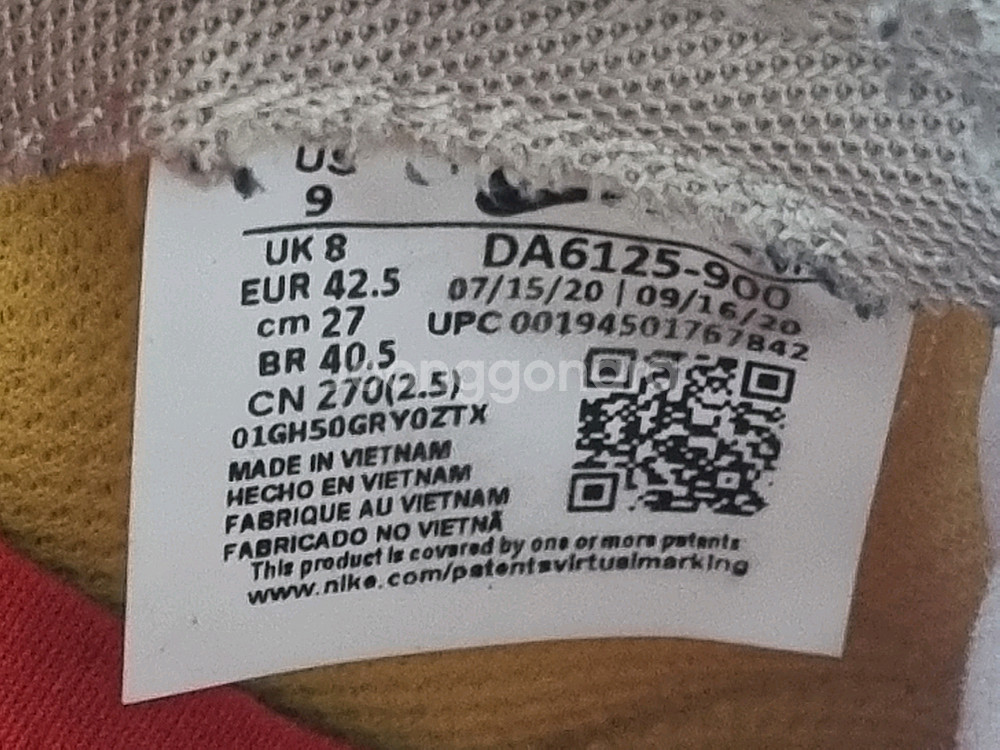 US
9
UK 8
EUR 42.5
cm 27
BR 40.5
CN 270(2.5)
01GH50GRY0ZTX
MADE IN VIETNAM
HECHO EN VIETNAM
FABRIQUE AU VIETNAM
FABRICADO NO VIETNÃ
DA6125-900
07/15/20 | 09/16/20
UPC 00194501767842
This product is covered by one or more patents
www.nike.com/patentsvirtualmarking